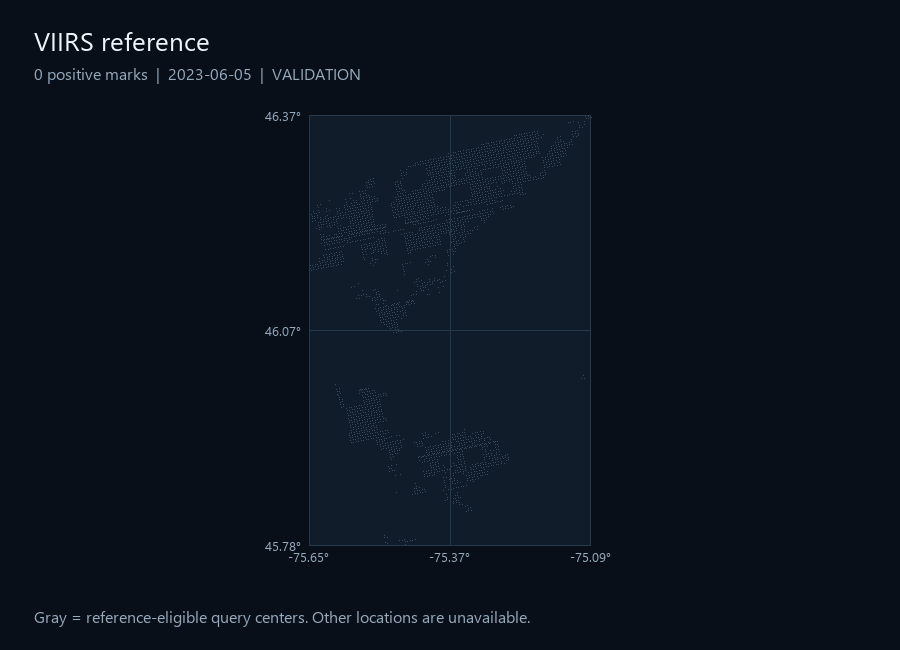 VIIRS reference
0 positive marks | 2023-06-05 | VALIDATION
46.37°
46.07°
45.78°
-75.65°
-75.37°
-75.09°
Gray = reference-eligible query centers. Other locations are unavailable.